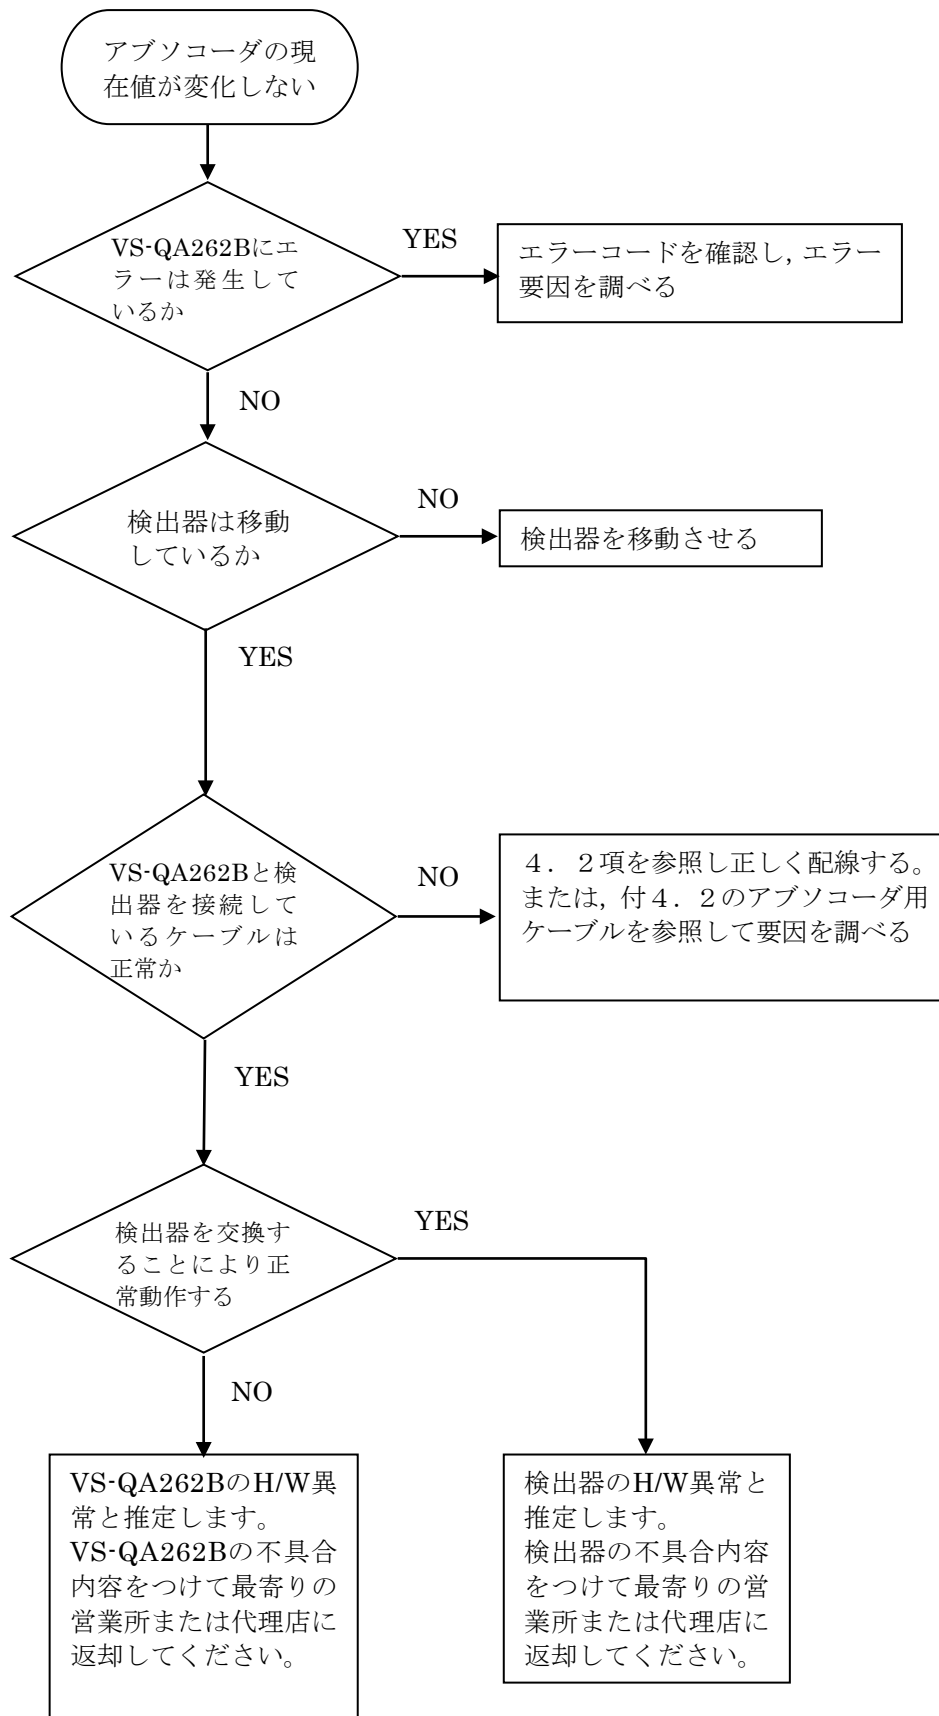 アブソコーダの現
在値が変化しない
VS-QA262Bにエ
ラーは発生して
いるか
YES
エラーコードを確認し,エラー
要因を調べる
NO
検出器は移動
しているか
NO
検出器を移動させる
YES
VS-QA262Bと検
出器を接続して
いるケーブルは
正常か
NO
4.2項を参照し正しく配線する。
または,付4.2のアブソコーダ用
ケーブルを参照して要因を調べる
YES
検出器を交換す
ることにより正
常動作する
YES
NO
VS-QA262BのH/W異
常と推定します。
VS-QA262Bの不具合
内容をつけて最寄りの
営業所または代理店に
返却してください。
検出器のH/W異常と
推定します。
検出器の不具合内容
をつけて最寄りの営
業所または代理店に
返却してください。